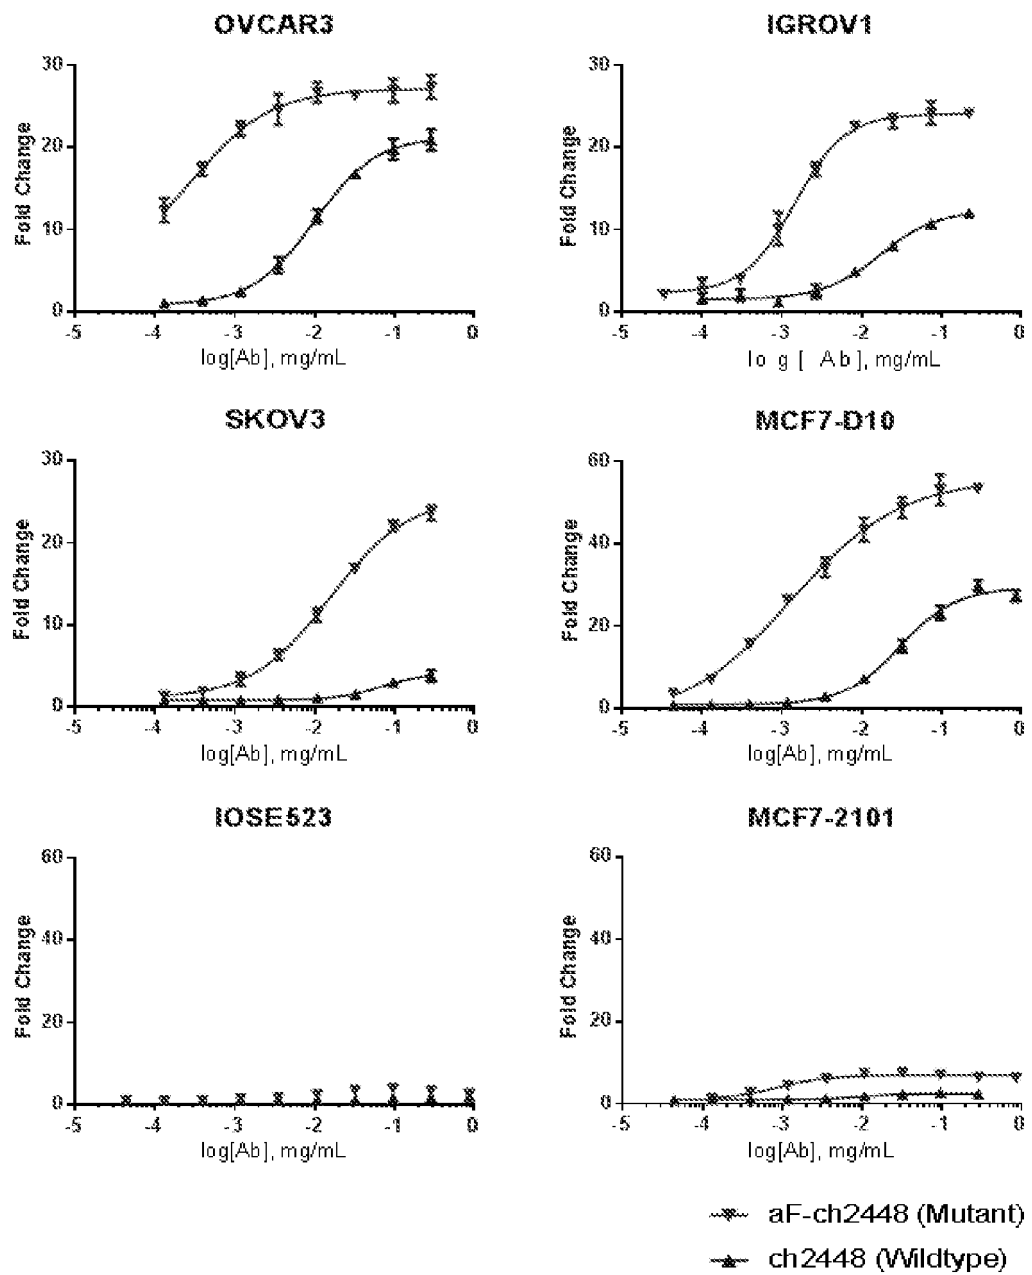 OVCAR3 IGROV1
30 30
20 20
Fold Change Fold Change
10 10
0 0
-5 -4 -3 -2 -1 0 -5 -4 -3 -2 -1 0
log[Ab], mg/mL lo g [ Ab], mg/mL
SKOV3 MCF7-D10
30 60
20 40
Fold Change Fold Change
10 20
0 0
-5 -4 -3 -2 -1 0 -5 -4 -3 -2 -1 0
log[Ab], mg/mL log[Ab], mg/mL
IOSE523 MCF7-2101
60 60
40 40
Fold Change Fold Change
20 20
0 0
-5 -4 -3 -2 -1 0 -5 -4 -3 -2 -1 0
log[Ab], mg/mL log[Ab], mg/mL
aF-ch2448 (Mutant)
ch2448 (Wildtype)